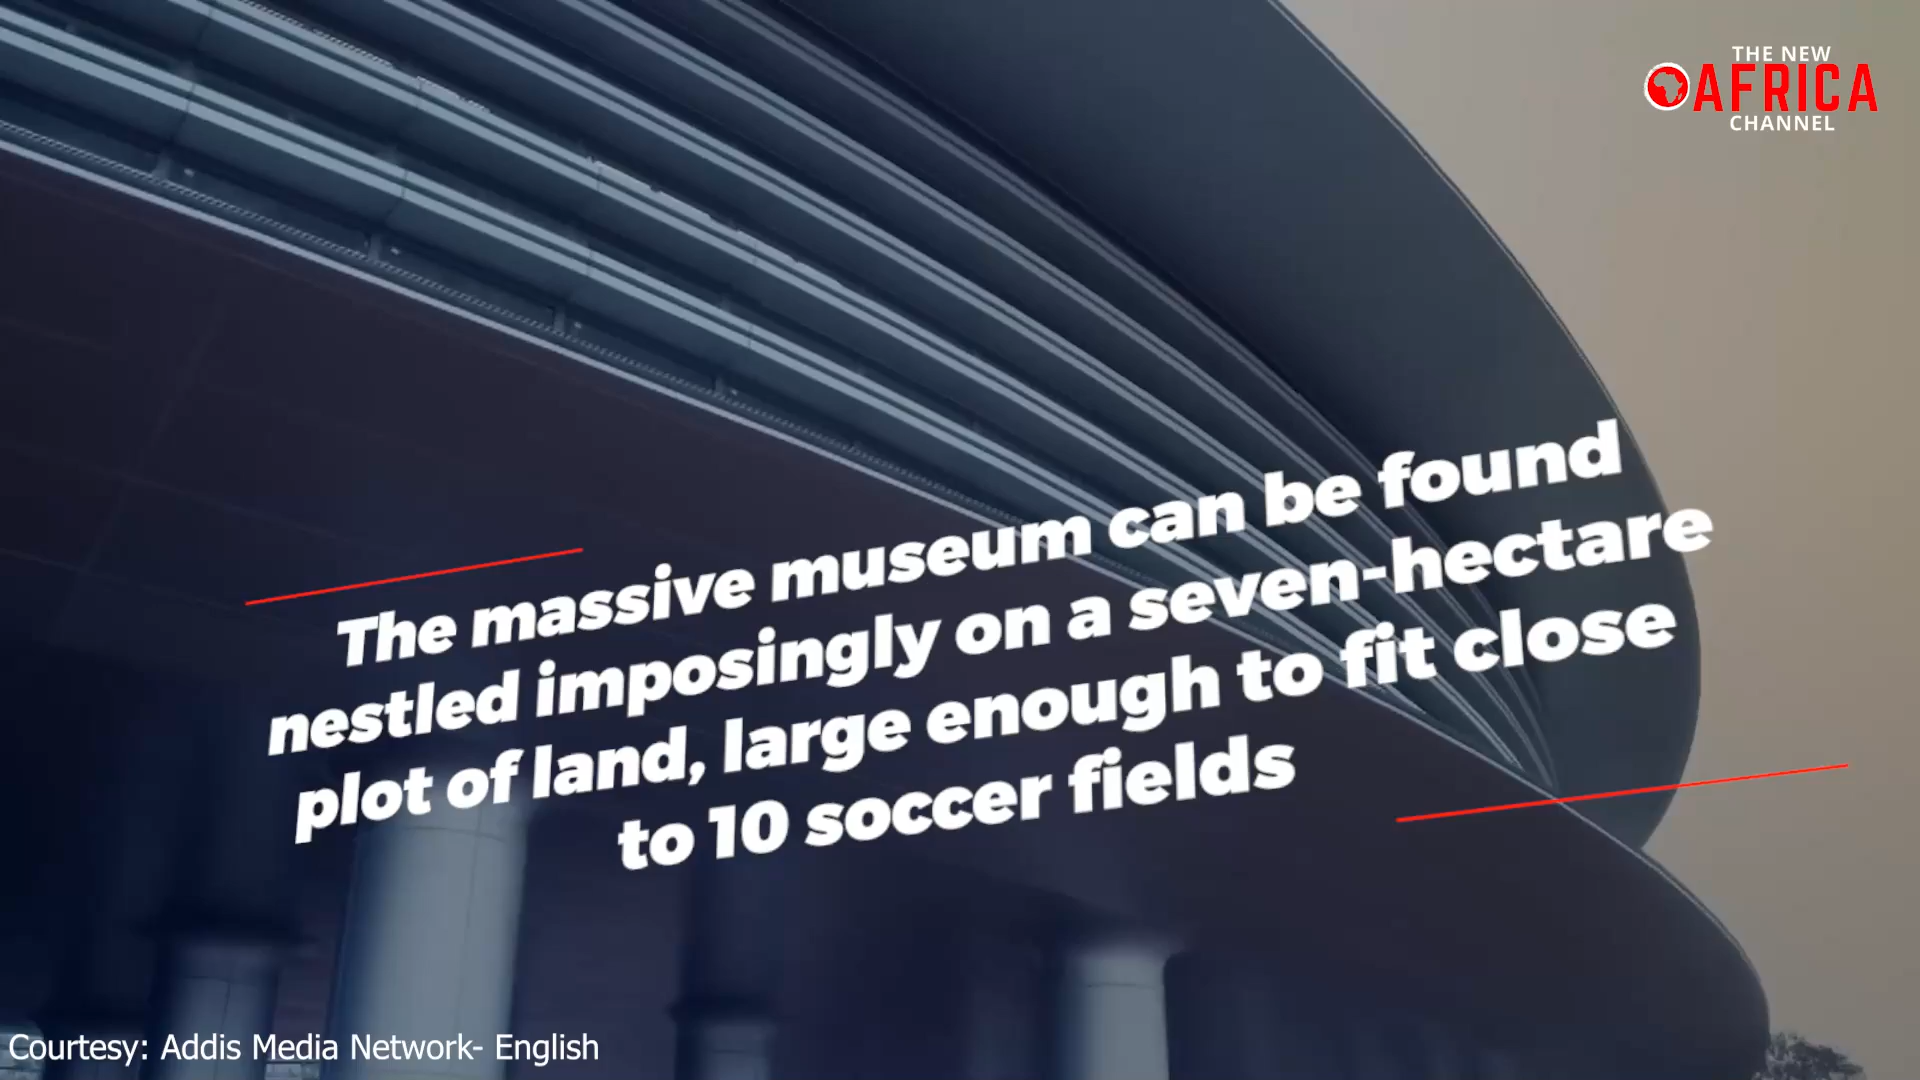 THE NEW
AFRICA
CHANNEL
The massive museum can be found
nestled imposingly on a seven-hectare
plot of land, large enough to fit close
to 10 soccer fields
Courtesy: Addis Media Network- English